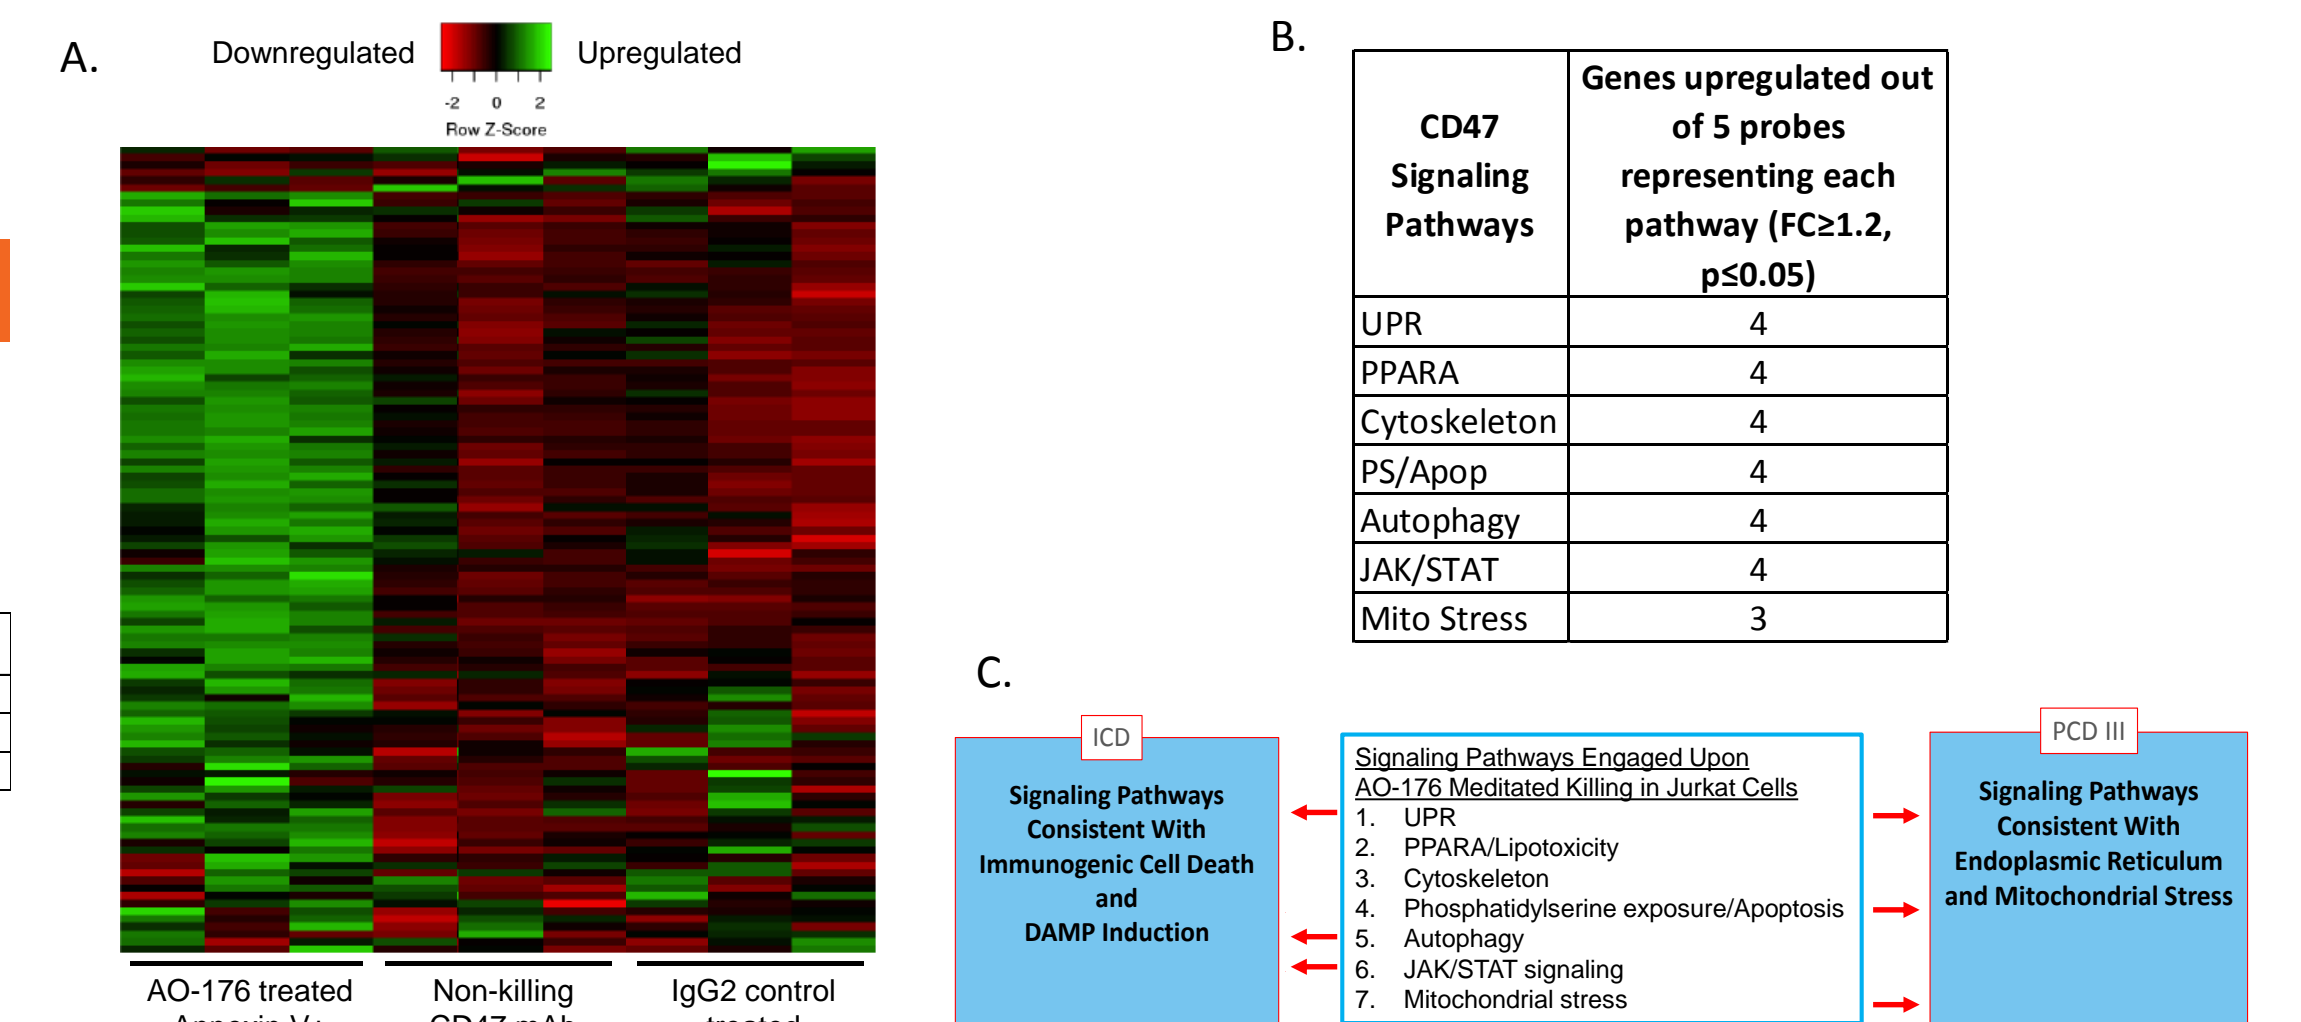 A.
Downregulated
Upregulated
-2 0 2
Row Z-Score
AO-176 treated
Annexin V+
Non-killing
CD47 mAb
IgG2 control
treated
B.
CD47
Signaling
Pathways
Genes upregulated out
of 5 probes
representing each
pathway (FC≥1.2,
p≤0.05)
UPR 4
PPARA 4
Cytoskeleton 4
PS/Apop 4
Autophagy 4
JAK/STAT 4
Mito Stress 3
C.
ICD
Signaling Pathways
Consistent With
Immunogenic Cell Death
and
DAMP Induction
Signaling Pathways Engaged Upon
AO-176 Meditated Killing in Jurkat Cells
1. UPR
2. PPARA/Lipotoxicity
3. Cytoskeleton
4. Phosphatidylserine exposure/Apoptosis
5. Autophagy
6. JAK/STAT signaling
7. Mitochondrial stress
PCD III
Signaling Pathways
Consistent With
Endoplasmic Reticulum
and Mitochondrial Stress